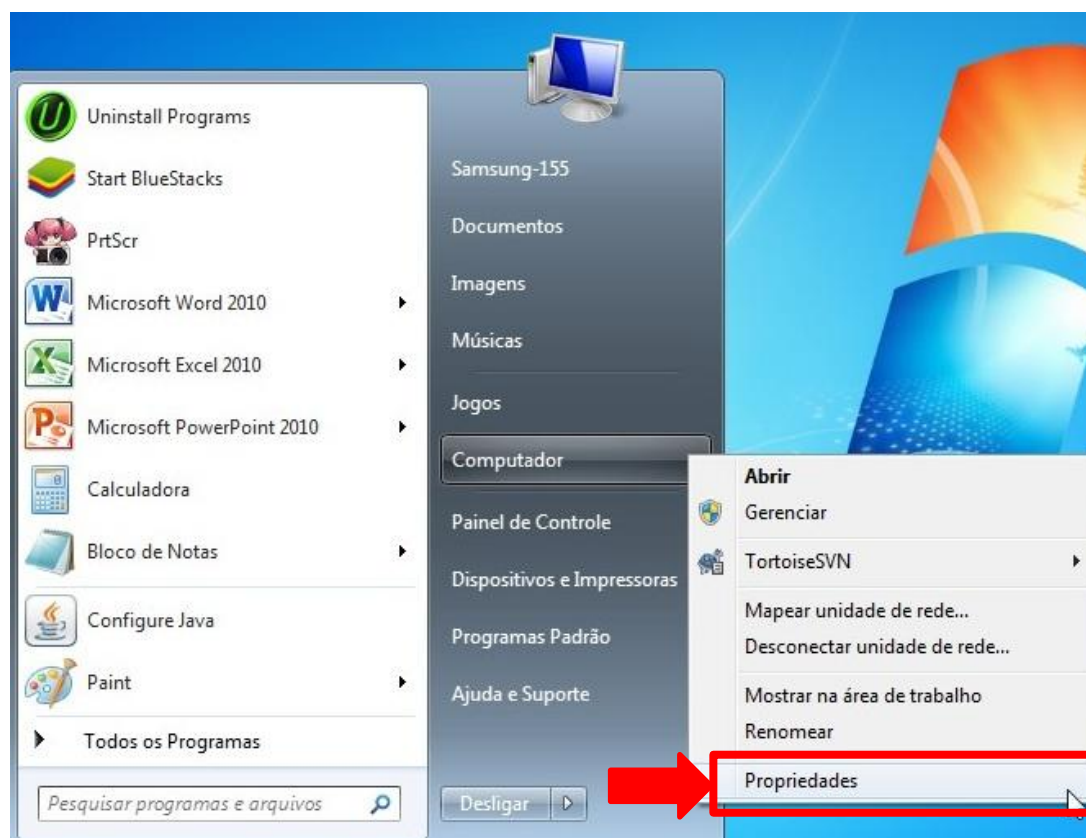 Uninstall Programs
Start BlueStacks
PrtScr
Microsoft Word 2010
Microsoft Excel 2010
Microsoft PowerPoint 2010
Calculadora
Bloco de Notas
Configure Java
Paint
Todos os Programas
Pesquisar programas e arquivos
Samsung-155
Documentos
Imagens
Músicas
Jogos
Computador
Painel de Controle
Dispositivos e Impressoras
Programas Padrão
Ajuda e Suporte
Desligar
Abrir
Gerenciar
TortoiseSVN
Mapear unidade de rede...
Desconectar unidade de rede...
Mostrar na área de trabalho
Renomear
Propriedades